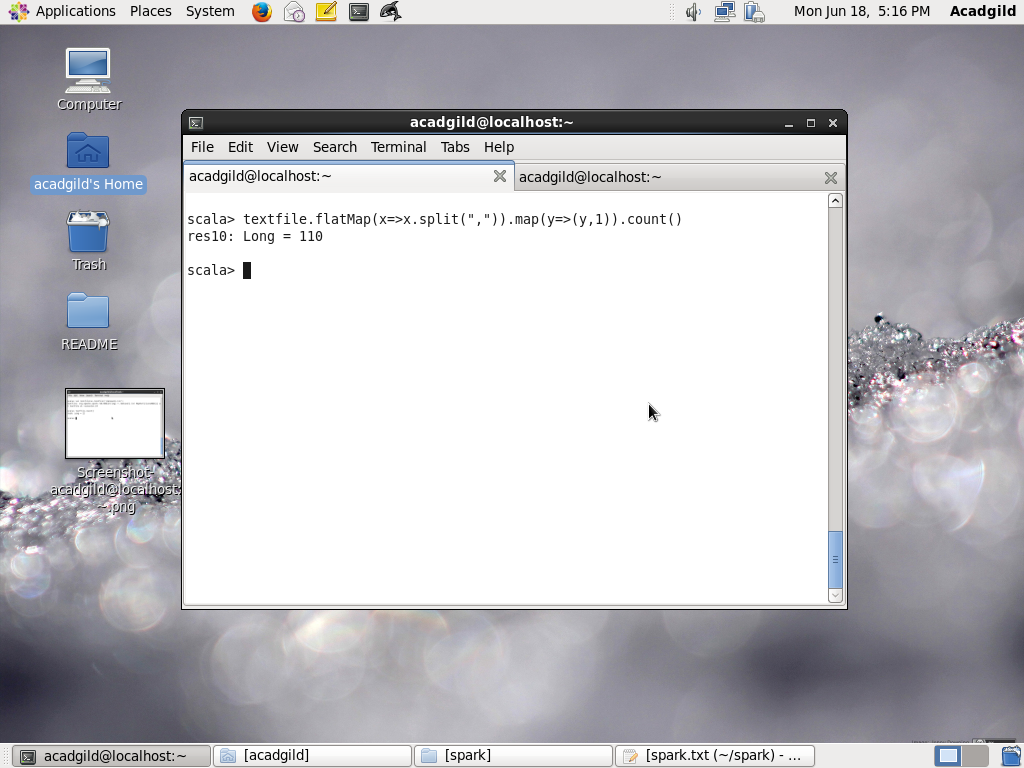 Applications Places System
Mon Jun 18, 5:16 PM Acadgild
Computer
acadgild's Home
Trash
README
Screenshot-
acadgild@localhost:
~.png
acadgild@localhost:~
File Edit View Search Terminal Tabs Help
acadgild@localhost:~ acadgild@localhost:~
scala> textfile.flatMap(x=>x.split(",")).map(y=>(y,1)).count()
res10: Long = 110
scala>
acadgild@localhost:~ [acadgild] [spark] [spark.txt (~/spark) - ...